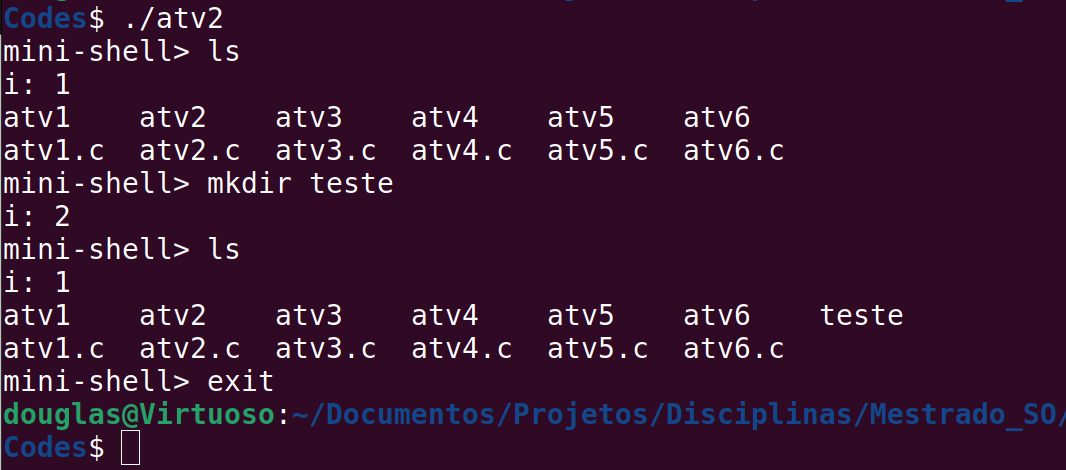 Codes$ ./atv2
mini-shell> ls
i: 1
atv1    atv2    atv3    atv4    atv5    atv6
atv1.c  atv2.c  atv3.c  atv4.c  atv5.c  atv6.c
mini-shell> mkdir teste
i: 2
mini-shell> ls
i: 1
atv1    atv2    atv3    atv4    atv5    atv6    teste
atv1.c  atv2.c  atv3.c  atv4.c  atv5.c  atv6.c
mini-shell> exit
douglas@Virtuoso:~/Documentos/Projetos/Disciplinas/Mestrado_SO/
Codes$